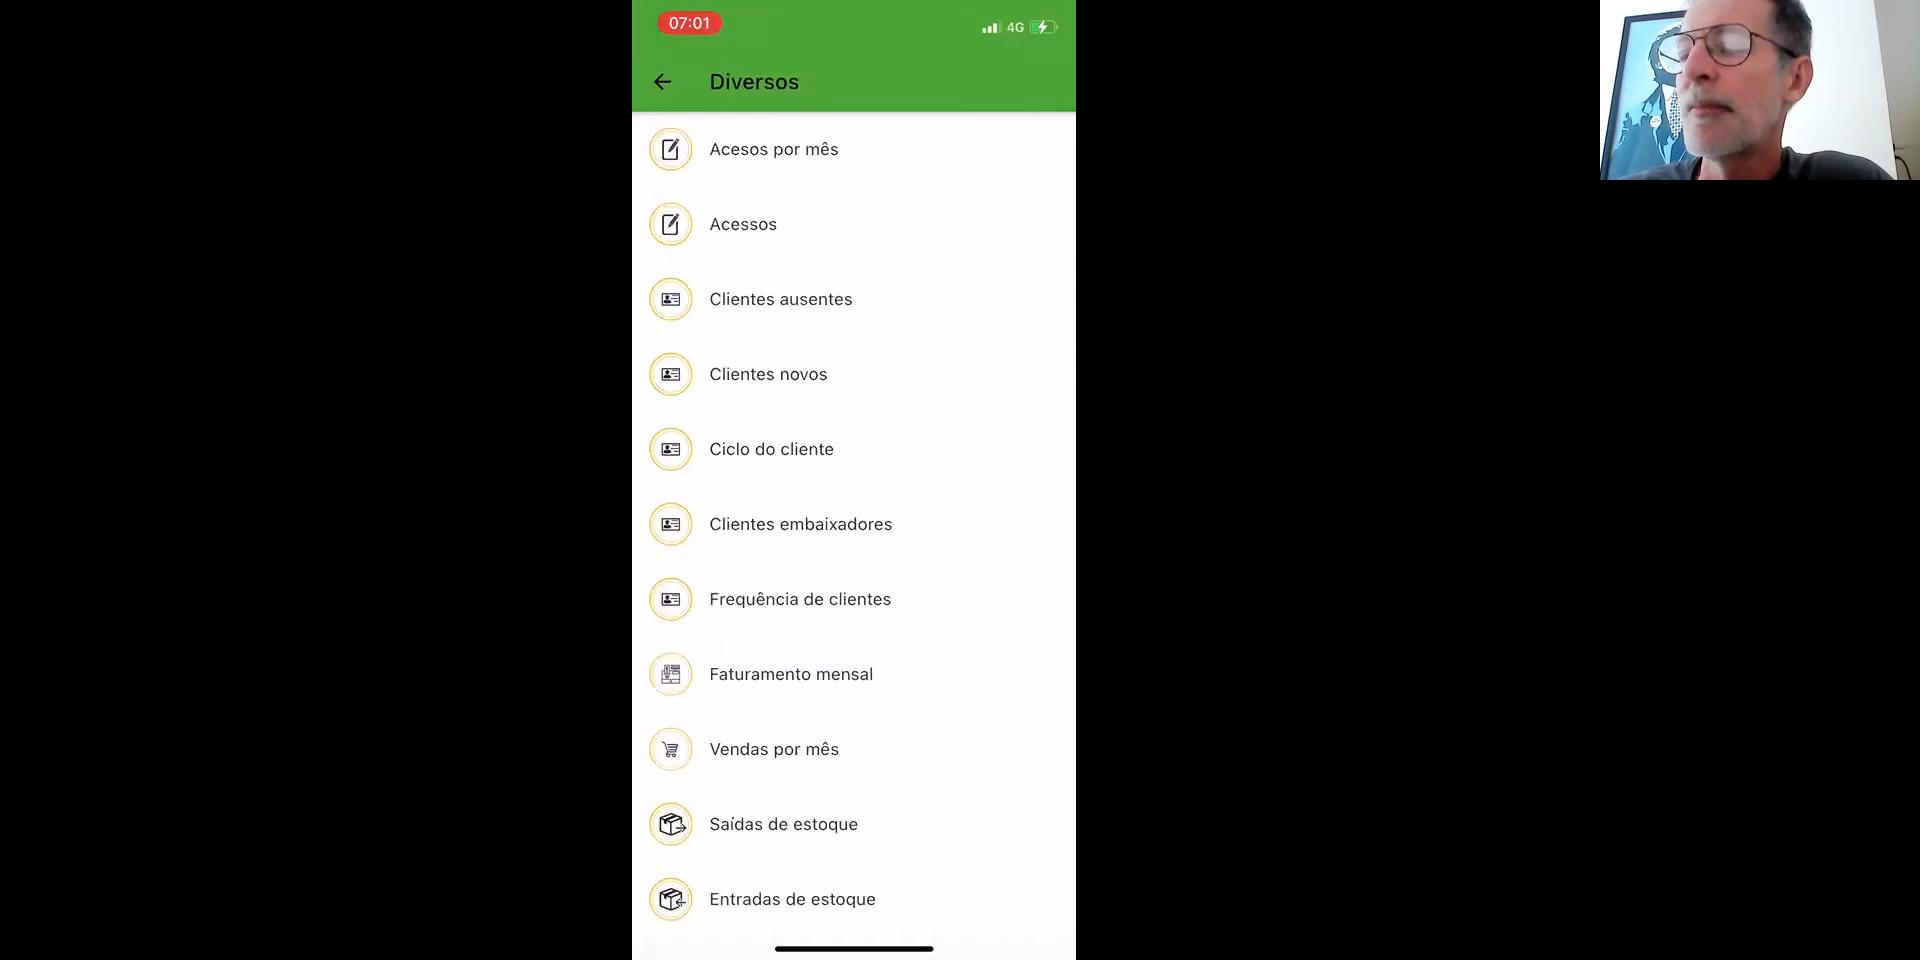 07:01
4G
Diversos
Acesos por mês
Acessos
Clientes ausentes
Clientes novos
Ciclo do cliente
Clientes embaixadores
Frequência de clientes
Faturamento mensal
Vendas por mês
Saídas de estoque
Entradas de estoque